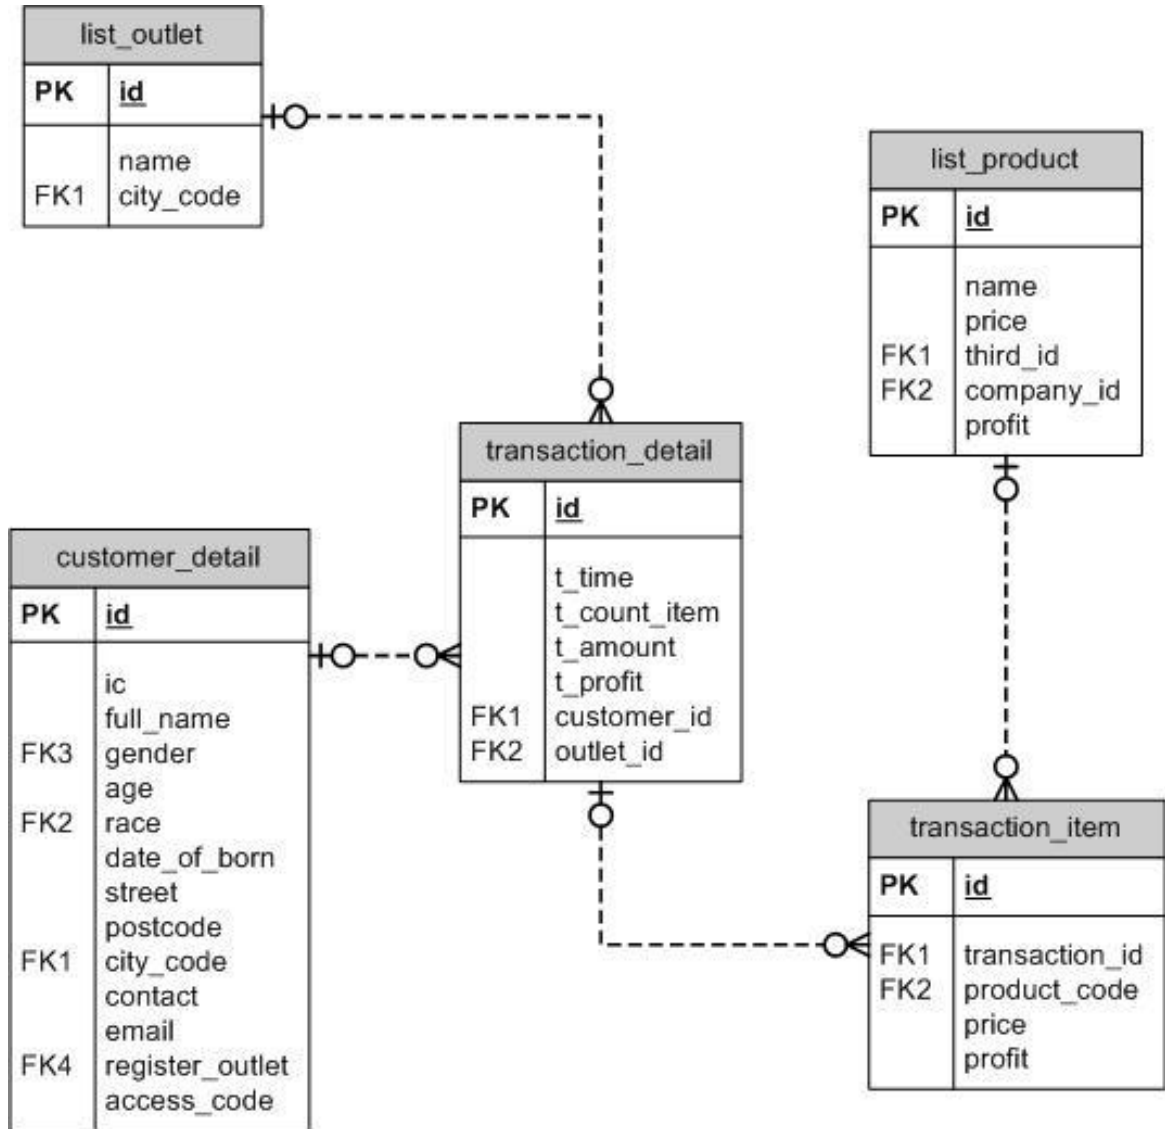 list_outlet
PK id
name
FK1 city_code
list_product
PK id
name
price
FK1 third_id
FK2 company_id
profit
transaction_detail
PK id
t_time
t_count_item
t_amount
t_profit
FK1 customer_id
FK2 outlet_id
customer_detail
PK id
ic
full_name
FK3 gender
age
FK2 race
date_of_born
street
postcode
FK1 city_code
contact
email
FK4 register_outlet
access_code
transaction_item
PK id
FK1 transaction_id
FK2 product_code
price
profit